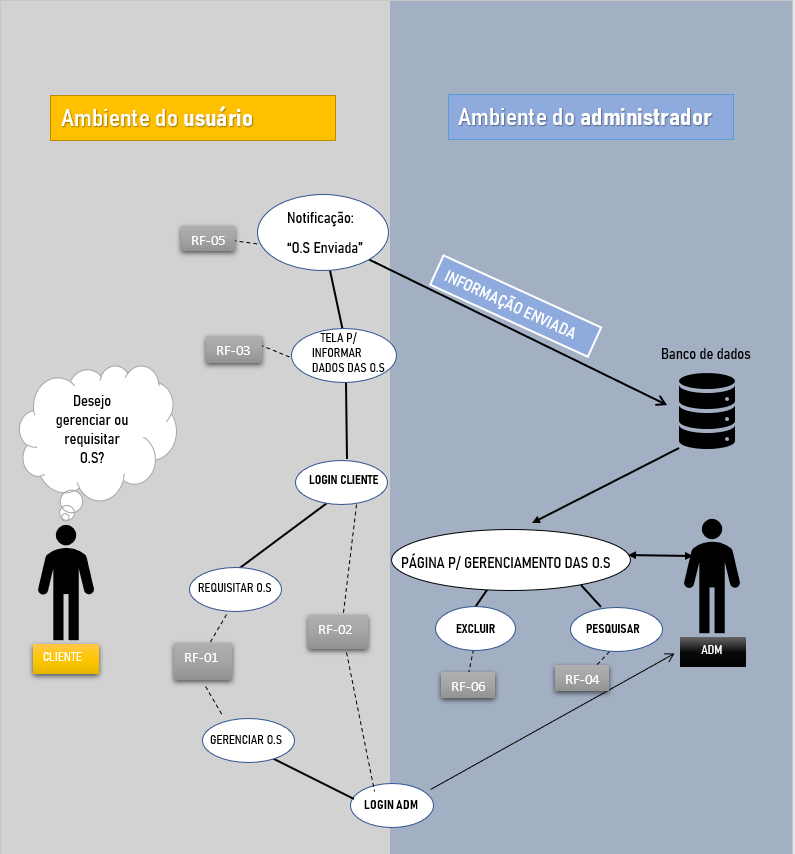 Ambiente do usuário
Ambiente do administrador
Notificação:
“O.S Enviada”
RF-05
INFORMAÇÃO ENVIADA
TELA P/
INFORMAR
DADOS DAS O.S
RF-03
Banco de dados
Desejo
gerenciar ou
requisitar
O.S?
LOGIN CLIENTE
PÁGINA P/ GERENCIAMENTO DAS O.S
REQUISITAR O.S
RF-02
EXCLUIR
PESQUISAR
CLIENTE
RF-01
ADM
RF-06
RF-04
GERENCIAR O.S
LOGIN ADM